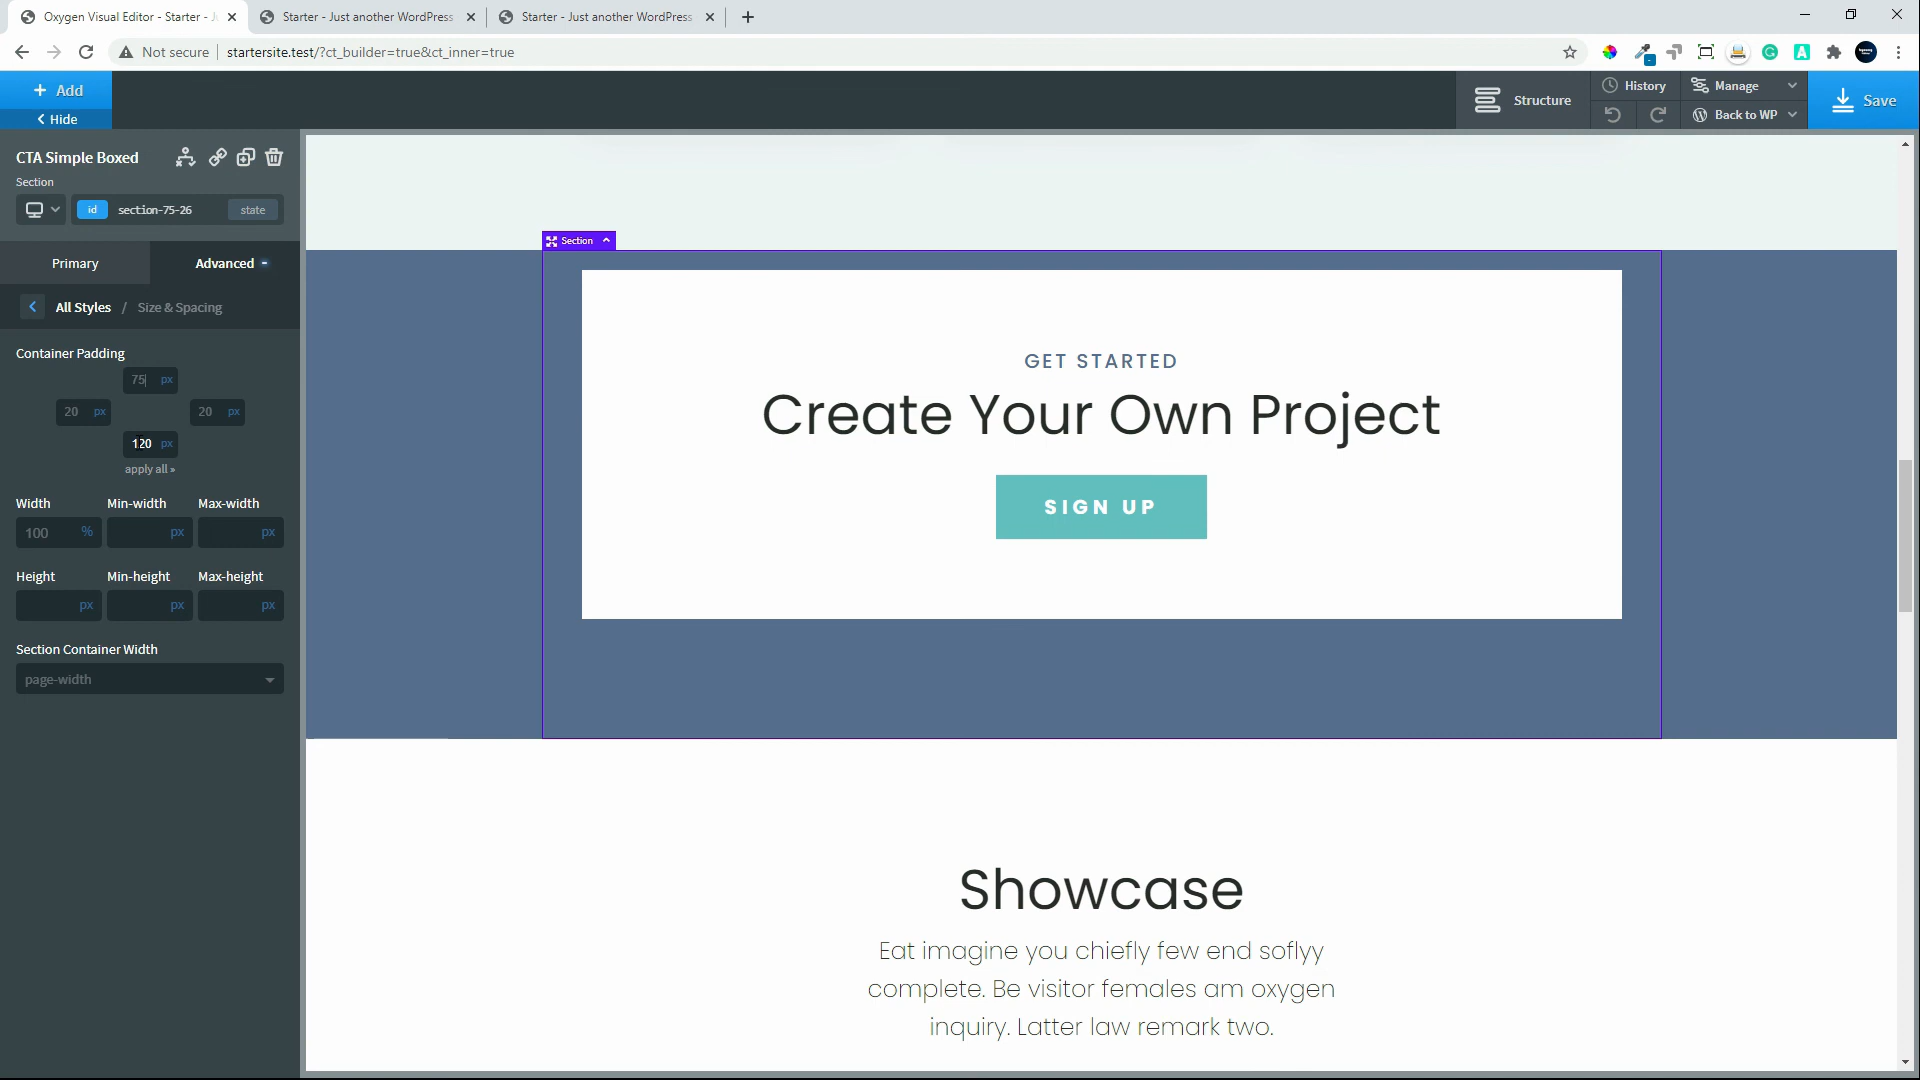 Oxygen Visual Editor - Starter - J
Starter - Just another WordPress
Starter - Just another WordPress
Not secure
startersite.test/?ct_builder=true&ct_inner=true
Add
Hide
Structure
History
Manage
Back to WP
Save
CTA Simple Boxed
Section
id
section-75-26
state
Primary
Advanced
All Styles / Size & Spacing
Container Padding
75 px
20 px
20 px
120 px
apply all »
Width
Min-width
Max-width
100 %
px
px
Height
Min-height
Max-height
px
px
px
Section Container Width
page-width
Section
GET STARTED
Create Your Own Project
SIGN UP
Showcase
Eat imagine you chiefly few end soflyy
complete. Be visitor females am oxygen
inquiry. Latter law remark two.